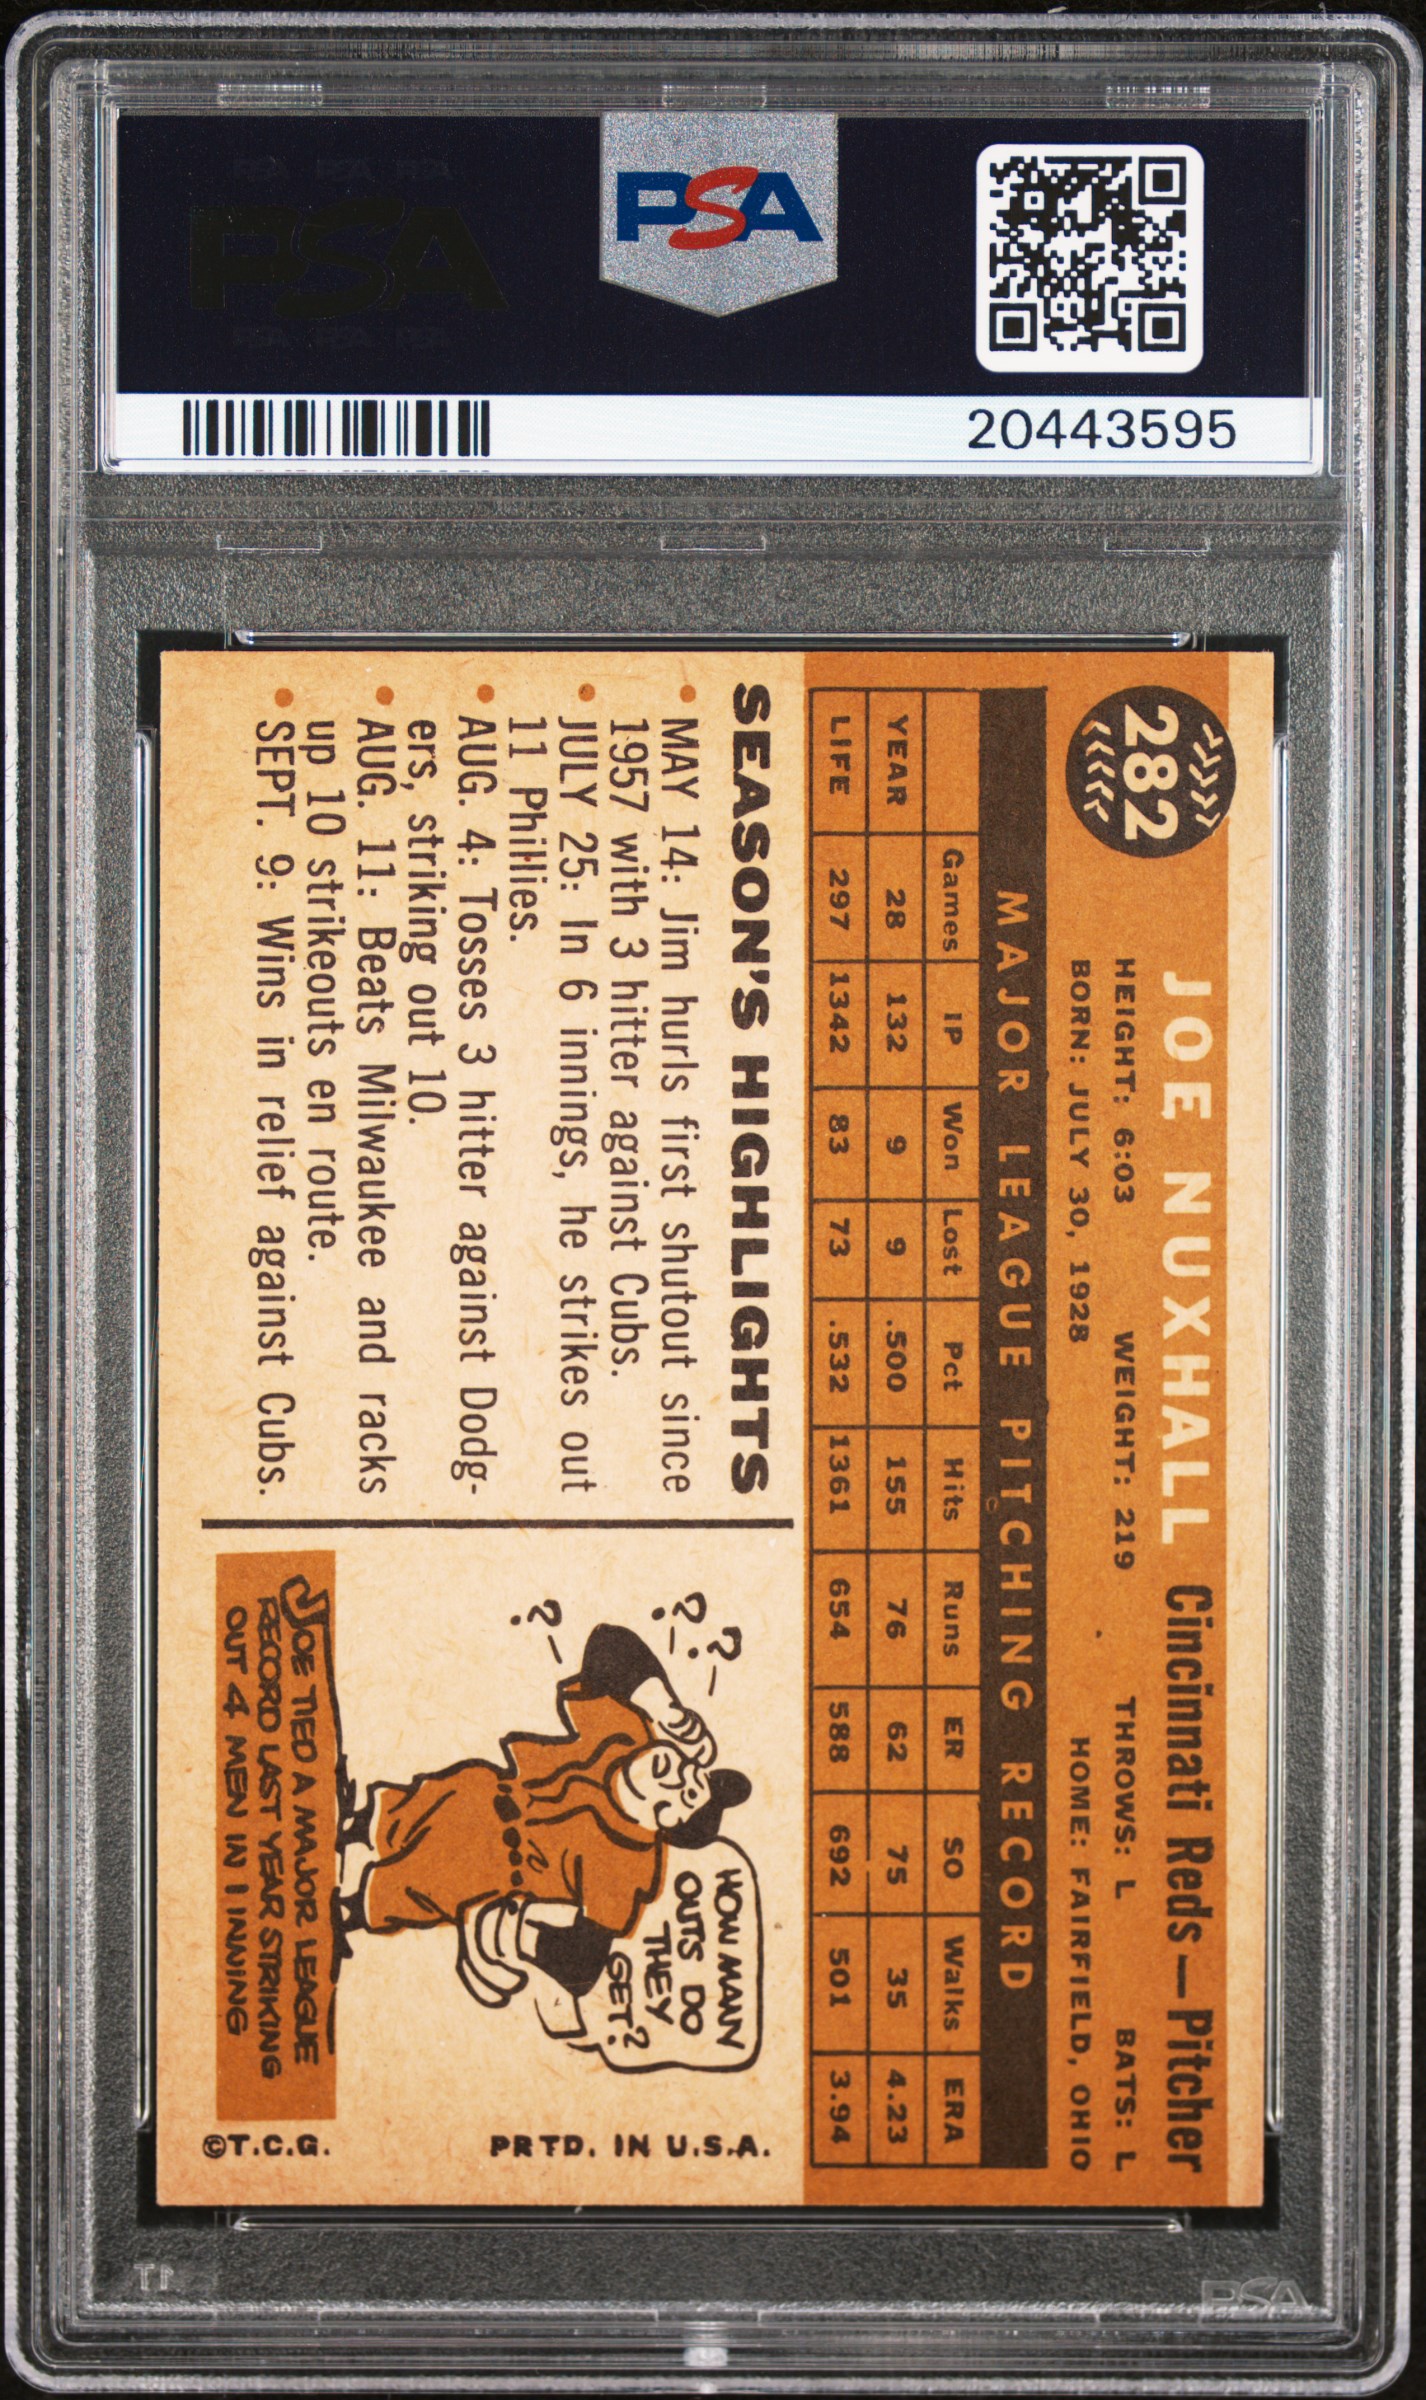 PSA
20443595
282
JOE NUXHALL Cincinnati Reds—Pitcher
HEIGHT: 6:03 WEIGHT: 219 THROWS: L BATS: L
BORN: JULY 30, 1928 HOME: FAIRFIELD, OHIO
MAJOR LEAGUE PITCHING RECORD
Games IP Won Lost Pct Hits Runs ER SO Walks ERA
YEAR 28 132 9 9 .500 155 76 62 75 35 4.23
LIFE 297 1342 83 73 .532 1361 654 588 692 501 3.94
SEASON'S HIGHLIGHTS
• MAY 14: Jim hurls first shutout since
1957 with 3 hitter against Cubs.
• JULY 25: In 6 innings, he strikes out
11 Phillies.
• AUG. 4: Tosses 3 hitter against Dodg-
ers, striking out 10.
• AUG. 11: Beats Milwaukee and racks
up 10 strikeouts en route.
• SEPT. 9: Wins in relief against Cubs.
HOW MANY
OUTS DO
THEY
GET?
? ? ? ?
JOE TIED A MAJOR LEAGUE
RECORD LAST YEAR STRIKING
OUT 4 MEN IN 1 INNING
PRTD. IN U.S.A.
©T.C.G.
PSA